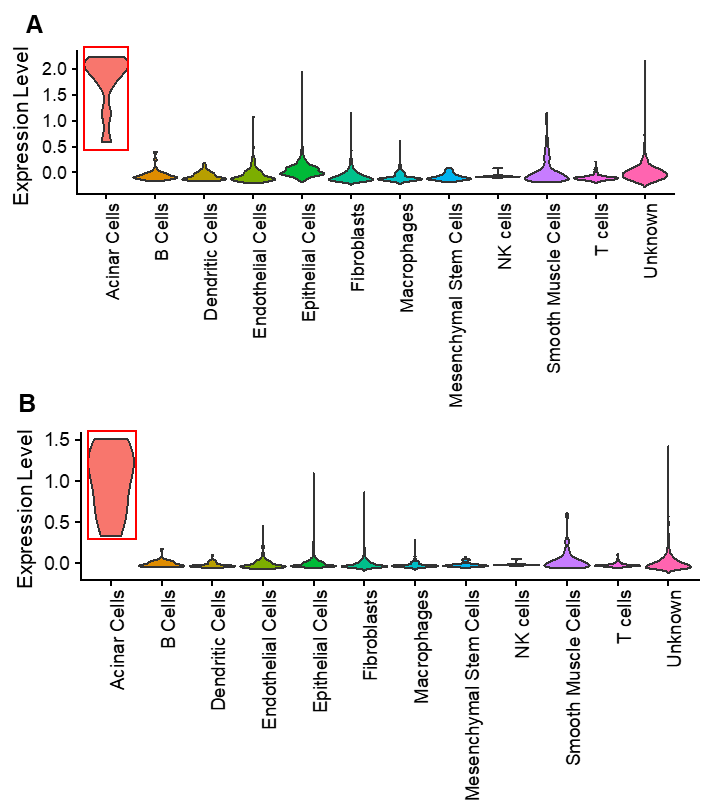 A
Expression Level
2.0
1.5
1.0
0.5
0.0
Acinar Cells
B Cells
Dendritic Cells
Endothelial Cells
Epithelial Cells
Fibroblasts
Macrophages
Mesenchymal Stem Cells
NK cells
Smooth Muscle Cells
T cells
Unknown
B
Expression Level
1.5
1.0
0.5
0.0
Acinar Cells
B Cells
Dendritic Cells
Endothelial Cells
Epithelial Cells
Fibroblasts
Macrophages
Mesenchymal Stem Cells
NK cells
Smooth Muscle Cells
T cells
Unknown